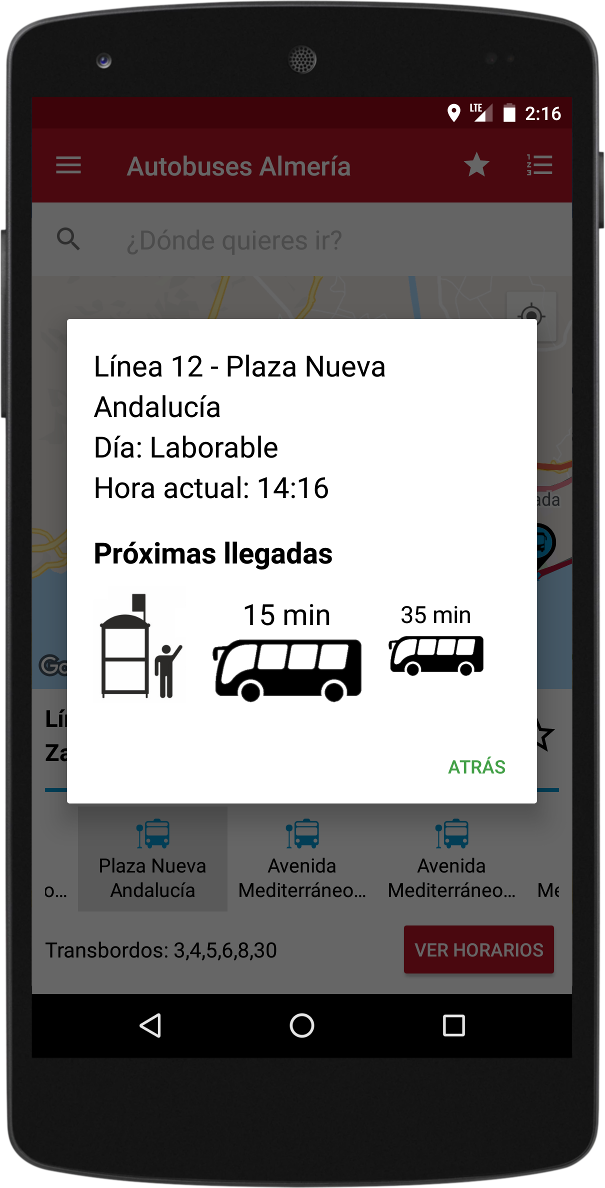 LTE 2:16
Autobuses Almería
¿Dónde quieres ir?
Línea 12 - Plaza Nueva
Andalucía
Día: Laborable
Hora actual: 14:16
ada
Próximas llegadas
15 min
35 min
Go
Lí
Za
ATRÁS
Plaza Nueva
Andalucía
Avenida
Mediterráneo...
Avenida
Mediterráneo...
o...
Me
Transbordos: 3,4,5,6,8,30
VER HORARIOS